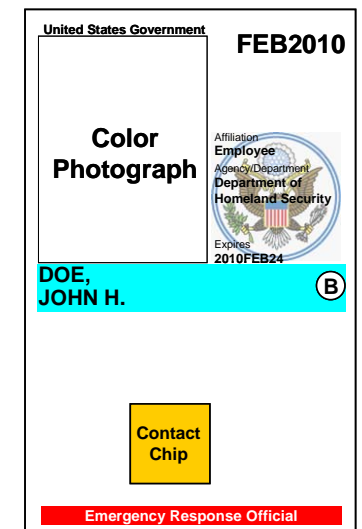 United States Government
FEB2010
Color
Photograph
Affiliation
Employee
Agency/Department
Department of
Homeland Security
Expires
2010FEB24
DOE,
JOHN H.
B
Contact
Chip
Emergency Response Official